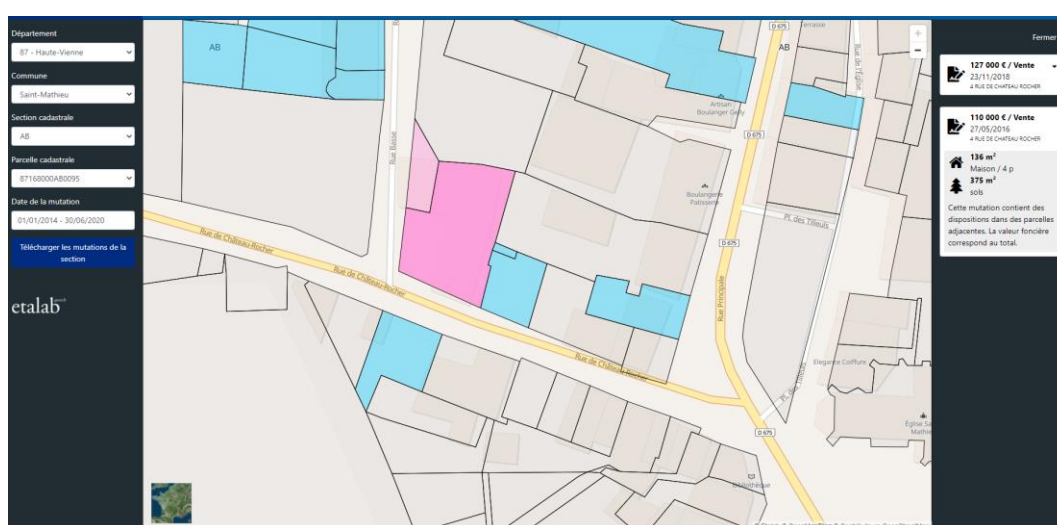 Département
87 - Haute-Vienne
Commune
Saint-Mathieu
Section cadastrale
AB
Parcelle cadastrale
87168000AB0095
Date de la mutation
01/01/2014 - 30/06/2020
Télécharger les mutations de la
section
etalab
AB
Rue Basse
Rue de Château-Rocher
Rue de Château-Rocher
Rue de Château-Rocher
D 675
AB
Rue de l'Église
Artisan
Boulanger Gelly
D 675
Boulangerie
Patisserie
Pl. des Tilleuls
D 675
Rue Principale
Elegance Coiffure
Pl. des Tilleuls
D 675
Bibliothèque
+
−
Fermer
127 000 € / Vente
23/11/2018
4 RUE DE CHATEAU ROCHER
110 000 € / Vente
27/05/2016
4 RUE DE CHATEAU ROCHER
136 m²
Maison / 4 p
375 m²
sols
Cette mutation contient des
dispositions dans des parcelles
adjacentes. La valeur foncière
correspond au total.